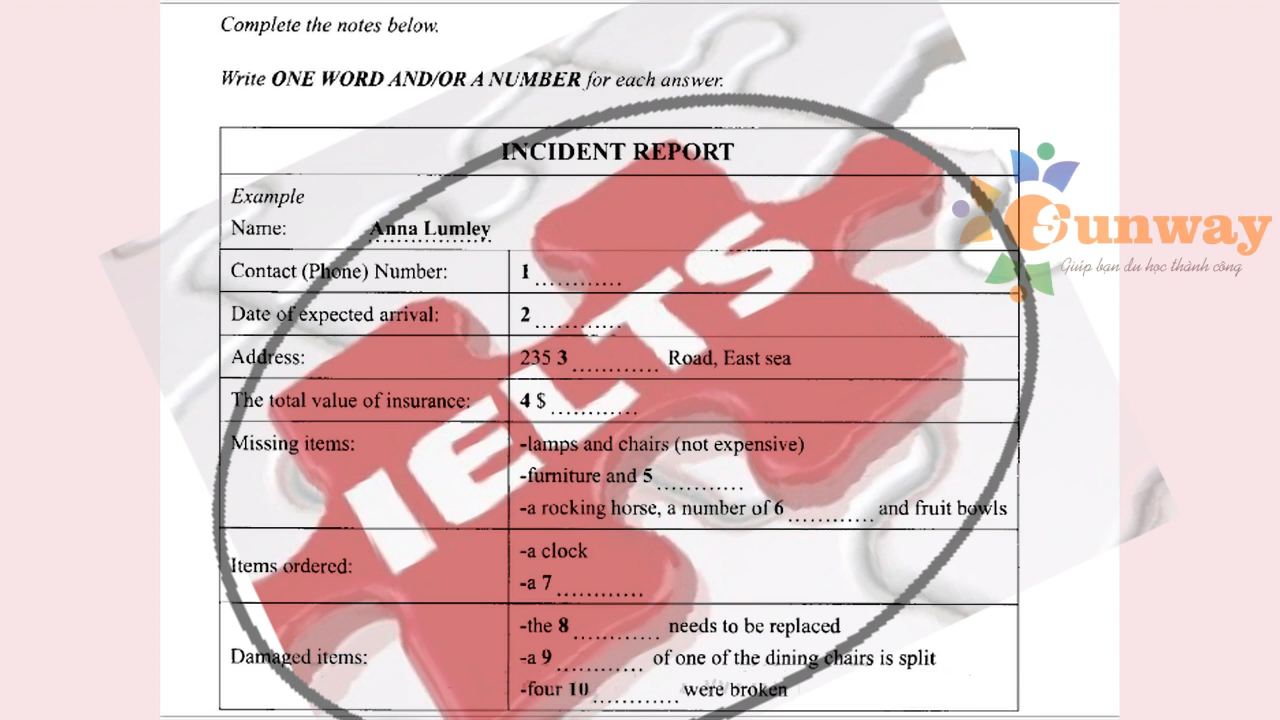 Complete the notes below.
Write ONE WORD AND/OR A NUMBER for each answer.
INCIDENT REPORT
Example
Name: Anna Lumley
Contact (Phone) Number: 1 ............
Date of expected arrival: 2 ............
Address: 235 3 ............ Road, East sea
The total value of insurance: 4 $ ............
Missing items: -lamps and chairs (not expensive)
-furniture and 5 ............
-a rocking horse, a number of 6 ............ and fruit bowls
Items ordered: -a clock
-a 7 ............
Damaged items: -the 8 ............ needs to be replaced
-a 9 ............ of one of the dining chairs is split
-four 10 ............ were broken
IELTS
Sunway
Giúp bạn du học thành công